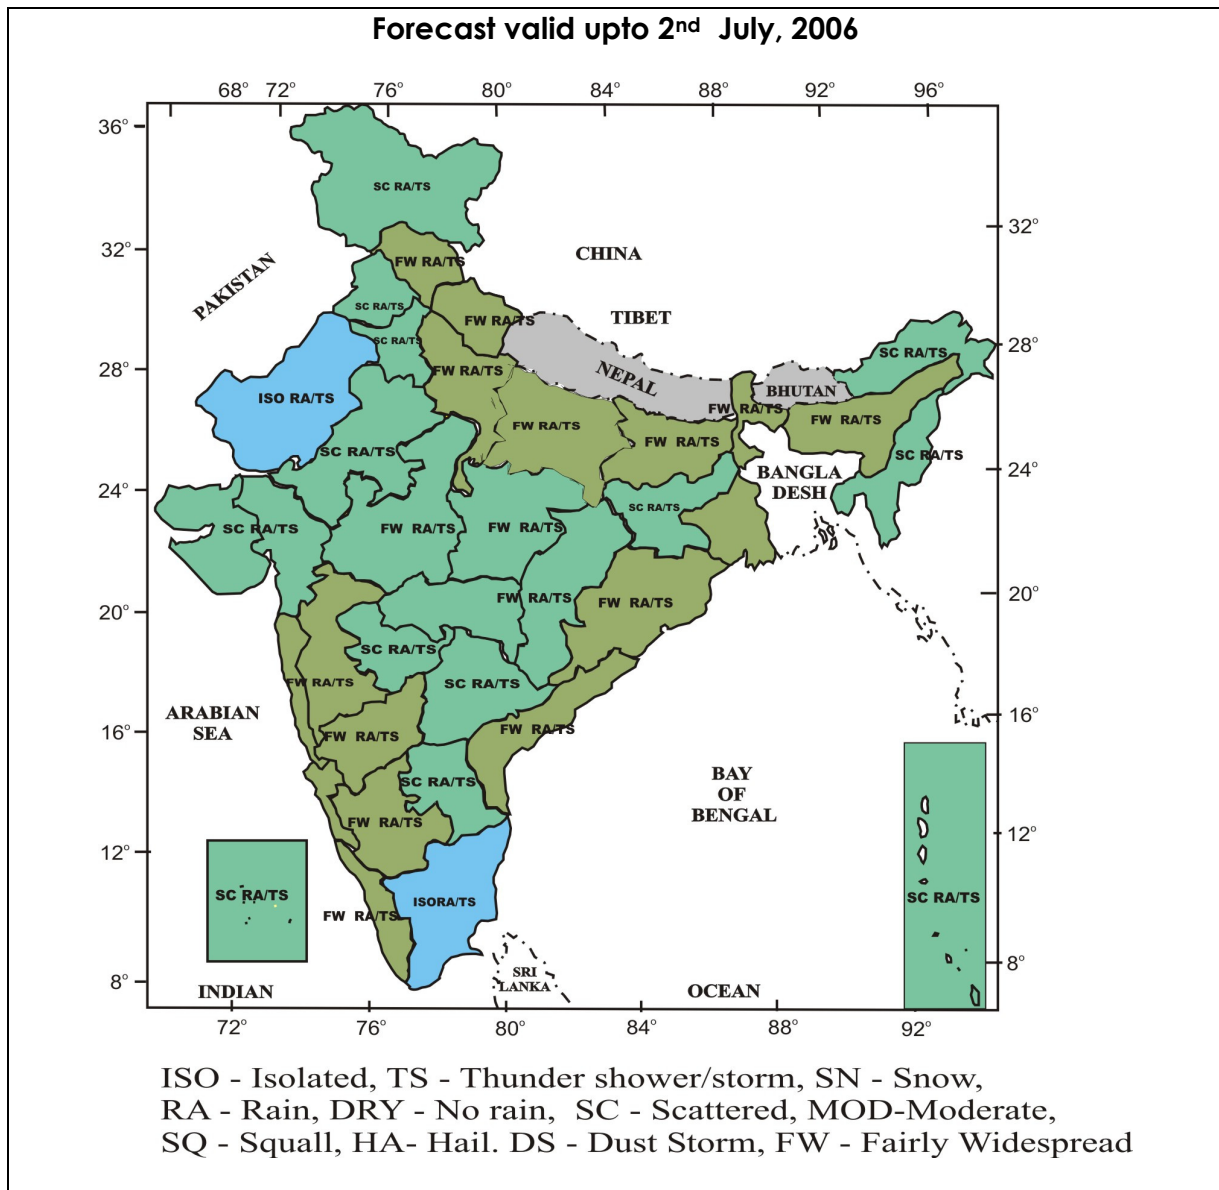 Forecast valid upto 2nd July, 2006
68° 72° 76° 80° 84° 88° 92° 96°
36°
SC RA/TS
32°
32°
CHINA
FW RA/TS
PAKISTAN
SC RA/TS
FW RA/TS
TIBET
SC RA/TS
28°
28°
SC RA/TS
FW RA/TS
NEPAL
BHUTAN
ISO RA/TS
FW RA/TS
FW RA/TS
FW RA/TS
FW RA/TS
SC RA/TS
SC RA/TS
24°
24°
BANGLA
DESH
SC RA/TS
SC RA/TS
FW RA/TS
FW RA/TS
20°
20°
FW RA/TS
FW RA/TS
SC RA/TS
FW RA/TS
SC RA/TS
ARABIAN
SEA
16°
16°
FW RA/TS
FW RA/TS
SC RA/TS
BAY
OF
BENGAL
FW RA/TS
12°
12°
SC RA/TS
ISORA/TS
SC RA/TS
FW RA/TS
8°
8°
SRI
LANKA
INDIAN
OCEAN
72° 76° 80° 84° 88° 92°
ISO - Isolated, TS - Thunder shower/storm, SN - Snow,
RA - Rain, DRY - No rain, SC - Scattered, MOD-Moderate,
SQ - Squall, HA- Hail. DS - Dust Storm, FW - Fairly Widespread